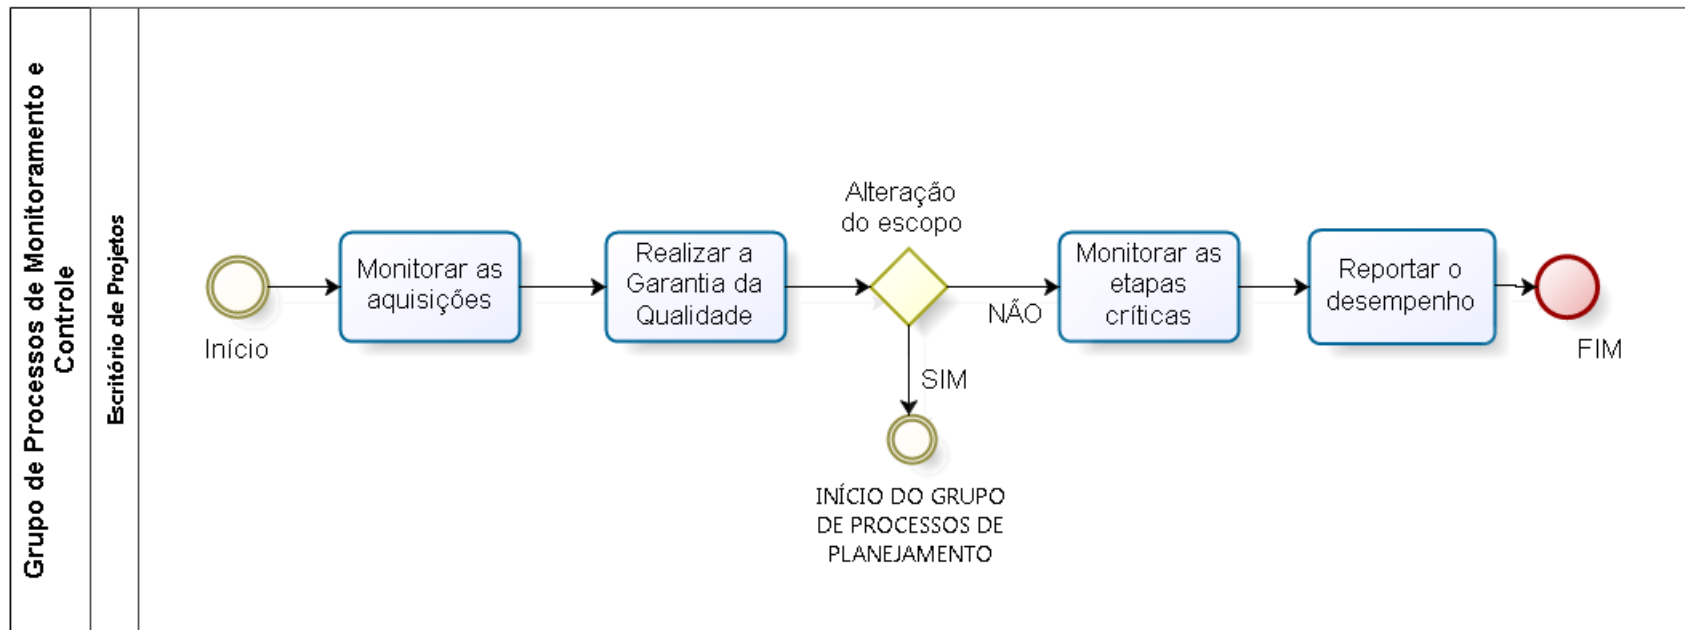 Grupo de Processos de Monitoramento e
Controle
Escritório de Projetos
Início
Monitorar as
aquisições
Realizar a
Garantia da
Qualidade
Alteração
do escopo
NÃO
SIM
INÍCIO DO GRUPO
DE PROCESSOS DE
PLANEJAMENTO
Monitorar as
etapas
críticas
Reportar o
desempenho
FIM